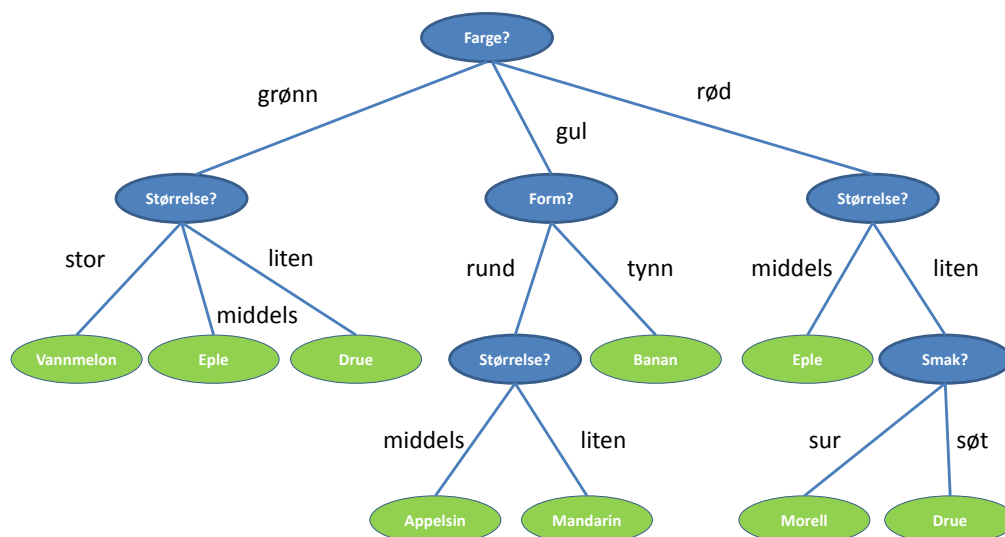 Farge?
grønn
gul
rød
Størrelse?
Form?
Størrelse?
stor
middels
liten
rund
tynn
middels
liten
Vannmelon
Eple
Drue
Størrelse?
Banan
Eple
Smak?
middels
liten
sur
søt
Appelsin
Mandarin
Morell
Drue